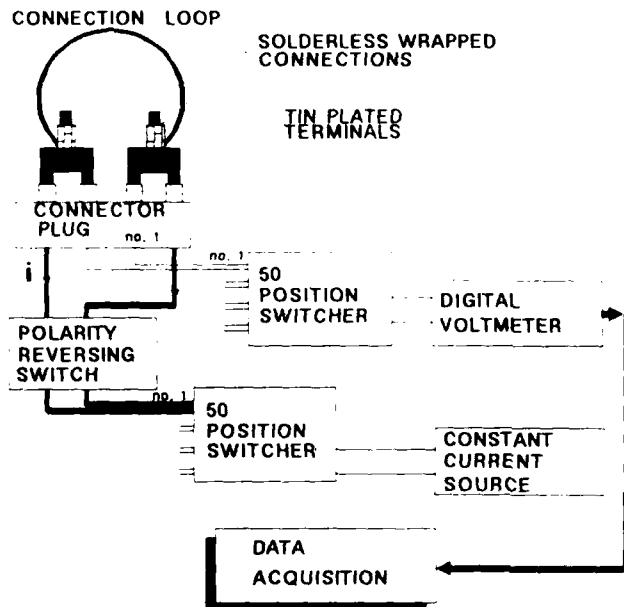 CONNECTION LOOP
SOLDERLESS WRAPPED
CONNECTIONS
TIN PLATED
TERMINALS
CONNECTOR
PLUG
no. 1
no. 1
i
50
POSITION
SWITCHER
DIGITAL
VOLTMETER
POLARITY
REVERSING
SWITCH
no. 1
50
POSITION
SWITCHER
CONSTANT
CURRENT
SOURCE
DATA
ACQUISITION